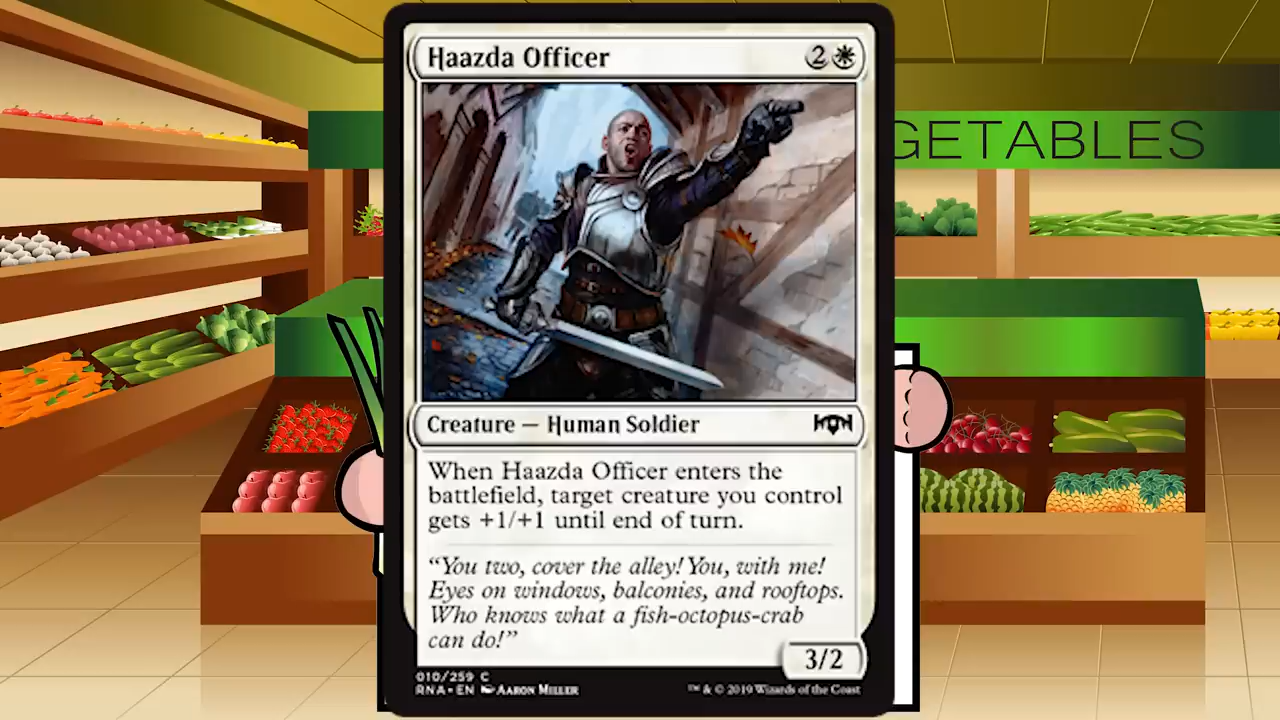 Haazda Officer 2
GETABLES
Creature — Human Soldier
When Haazda Officer enters the
battlefield, target creature you control
gets +1/+1 until end of turn.
“You two, cover the alley! You, with me!
Eyes on windows, balconies, and rooftops.
Who knows what a fish-octopus-crab
can do!”
3/2
010/259 C
RNA • EN Aaron Miller
™ & © 2019 Wizards of the Coast